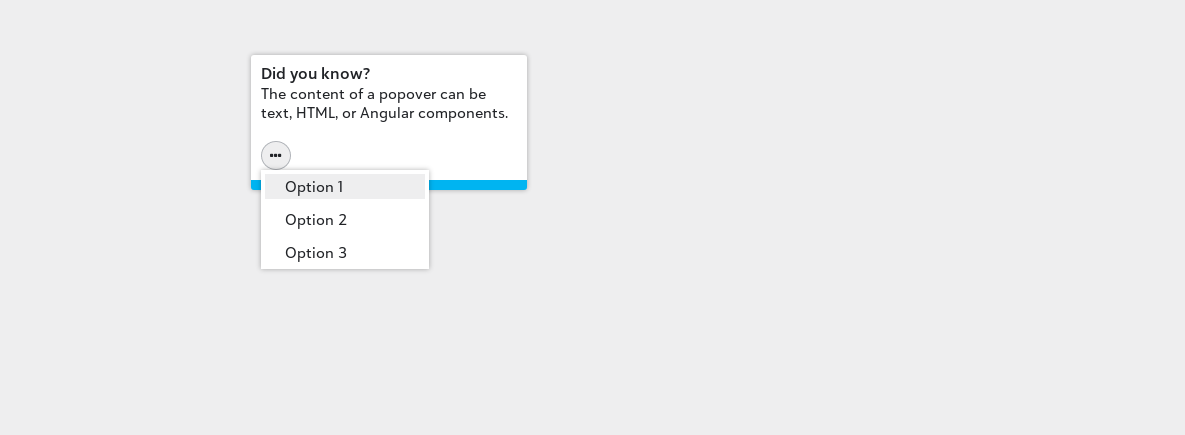 Did you know?
The content of a popover can be
text, HTML, or Angular components.
Option 1
Option 2
Option 3